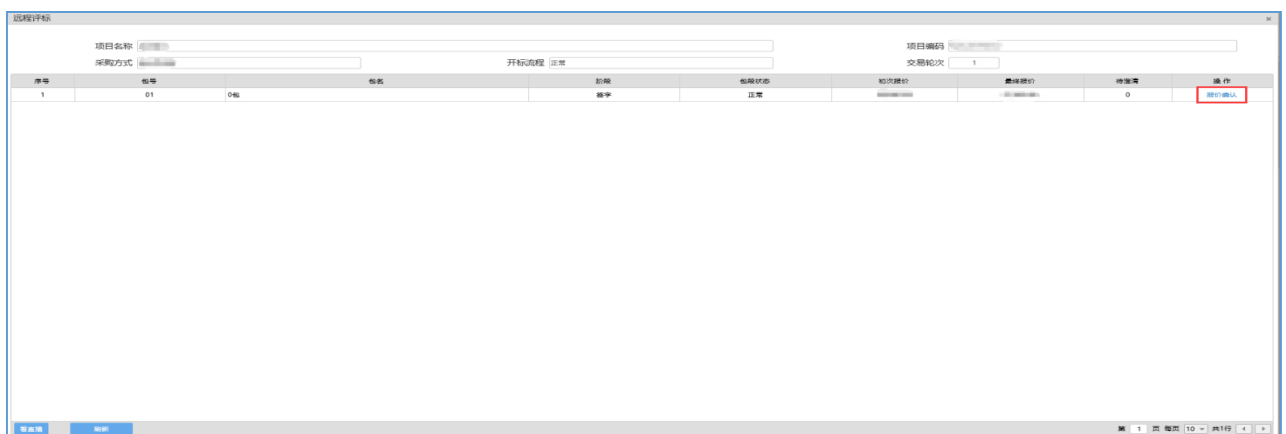 远程评标 ×
项目名称 项目编码
采购方式 开标流程 正常 交易轮次 1
序号 包号 包名 阶段 包段状态 初次报价 最终报价 待澄清 操作
1 01 0包 签字 正常 0 报价确认
看直播 刷新 第 1 页 每页 10 共1行